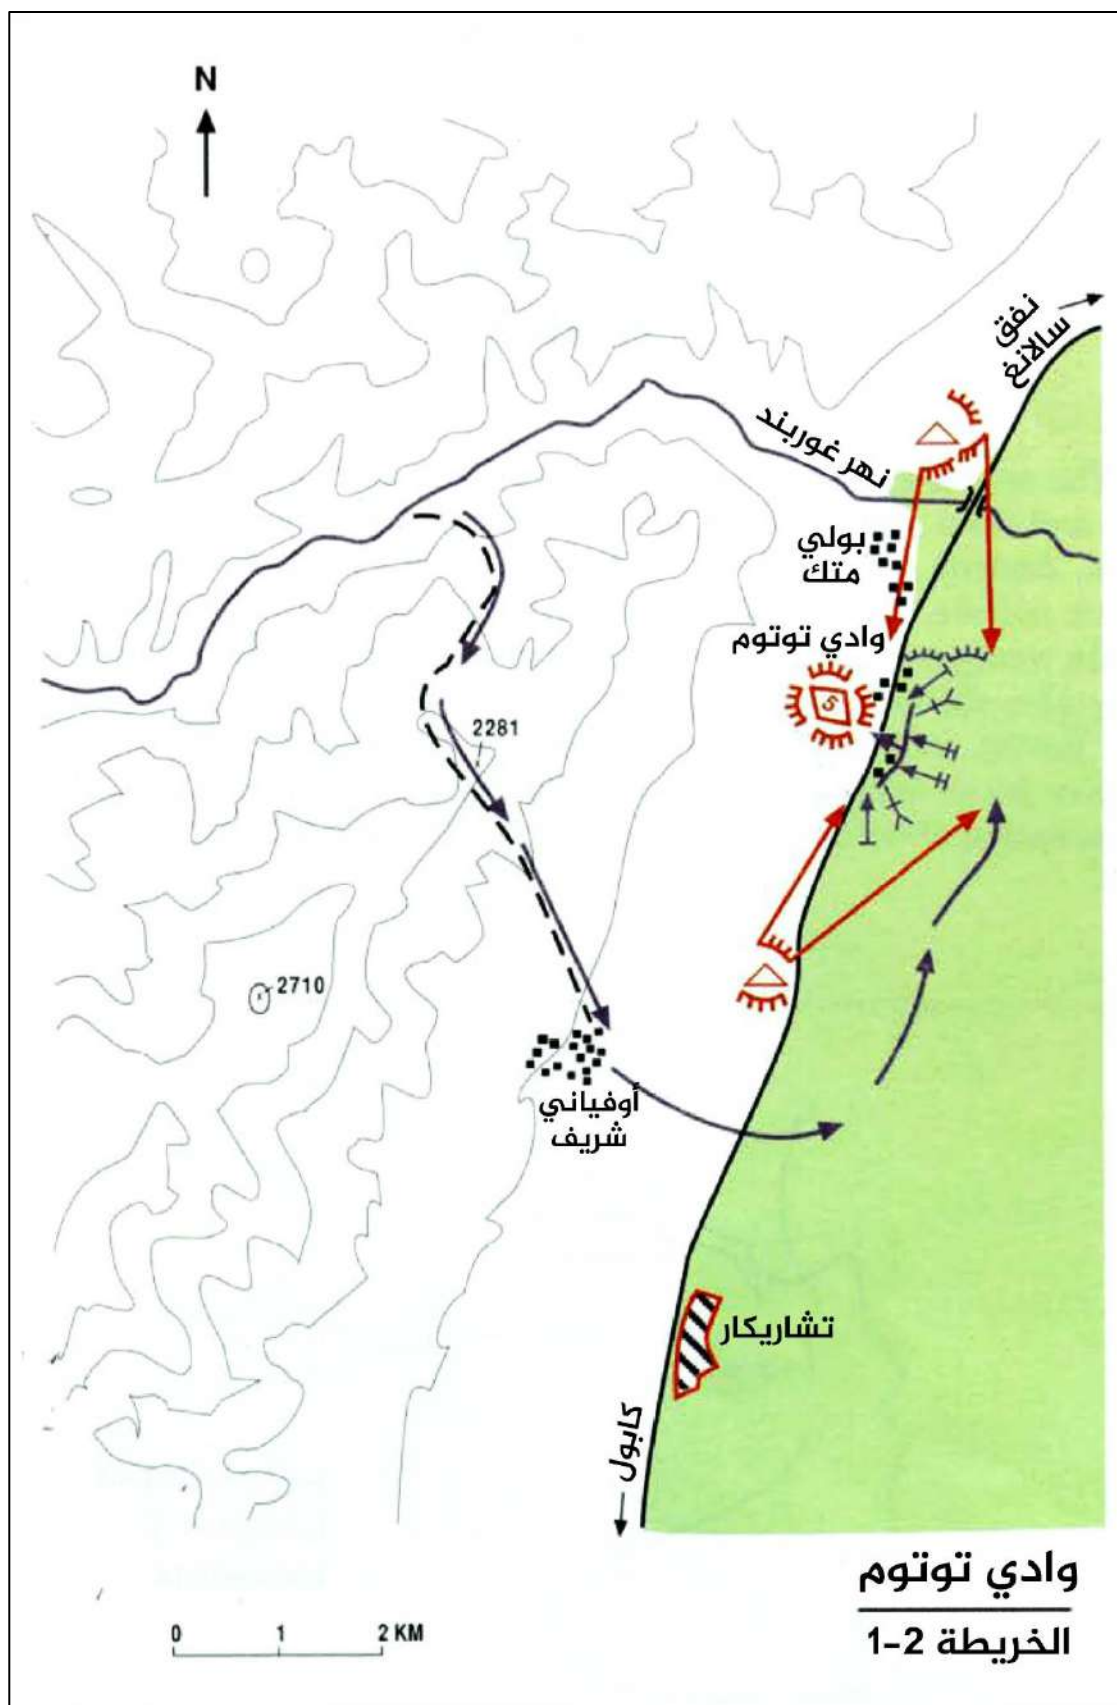 N
نفق
سالانغ
نهر غوربند
بولي
متك
وادي توتوم
5
2281
2710
أوفياني
شريف
تشاريكار
كابول
0 1 2 KM
وادي توتوم
الخريطة 2-1